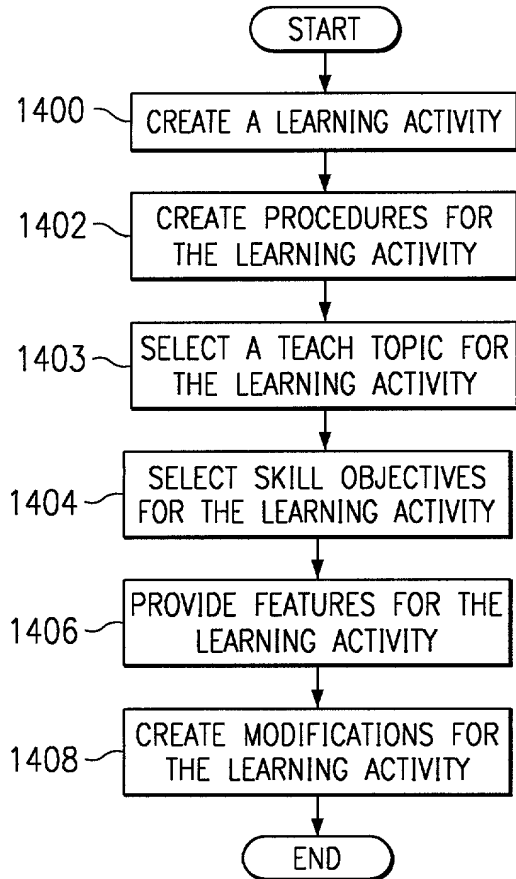 START
1400
CREATE A LEARNING ACTIVITY
1402
CREATE PROCEDURES FOR
THE LEARNING ACTIVITY
1403
SELECT A TEACH TOPIC FOR
THE LEARNING ACTIVITY
1404
SELECT SKILL OBJECTIVES
FOR THE LEARNING ACTIVITY
1406
PROVIDE FEATURES FOR THE
LEARNING ACTIVITY
1408
CREATE MODIFICATIONS FOR
THE LEARNING ACTIVITY
END